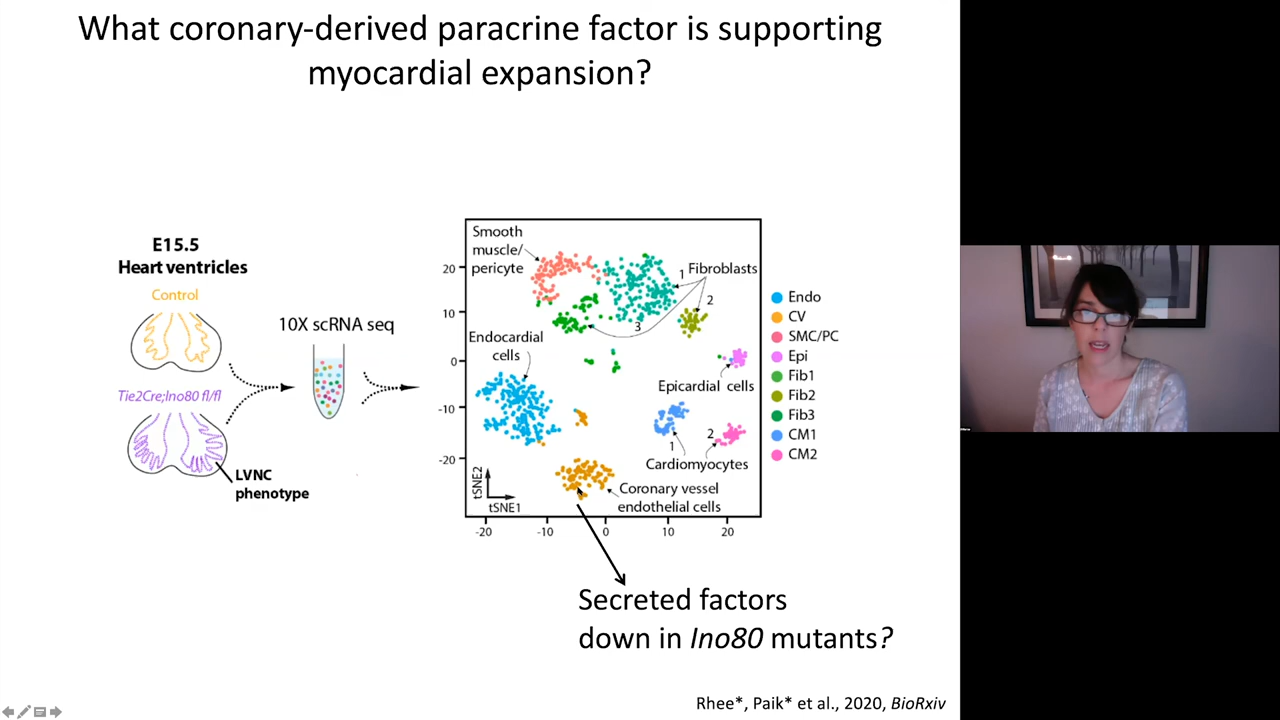 What coronary-derived paracrine factor is supporting
myocardial expansion?
E15.5
Heart ventricles
Control
Tie2Cre;Ino80 fl/fl
LVNC
phenotype
10X scRNA seq
Smooth
muscle/
pericyte
1
Fibroblasts
2
3
Endocardial
cells
Epicardial cells
1
2
Cardiomyocytes
Coronary vessel
endothelial cells
tSNE2
tSNE1
20
10
0
-10
-20
-20
-10
0
10
20
Endo
CV
SMC/PC
Epi
Fib1
Fib2
Fib3
CM1
CM2
Secreted factors
down in Ino80 mutants?
Rhee*, Paik* et al., 2020, BioRxiv